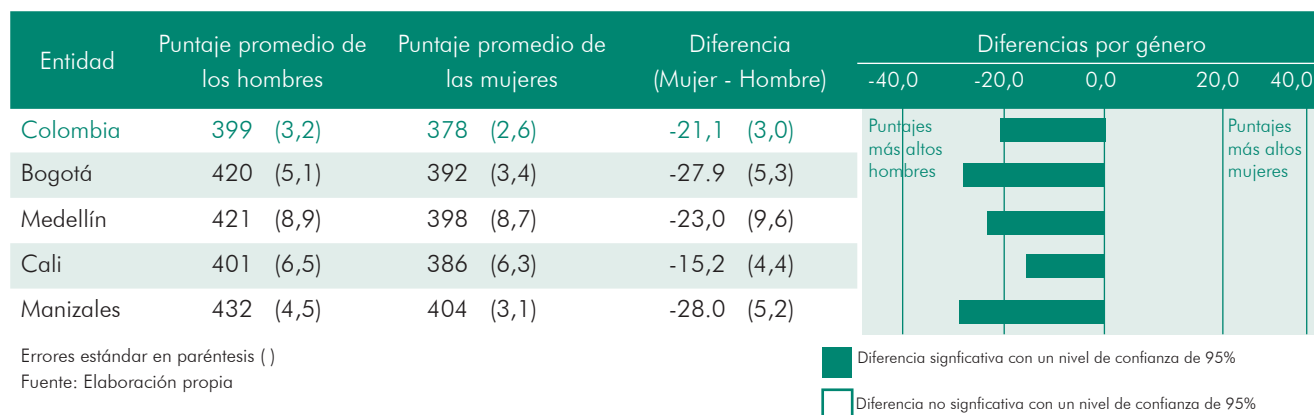 Entidad
Puntaje promedio de
los hombres
Puntaje promedio de
las mujeres
Diferencia
(Mujer - Hombre)
Diferencias por género
-40,0 -20,0 0,0 20,0 40,0
Colombia 399 (3,2) 378 (2,6) -21,1 (3,0)
Bogotá 420 (5,1) 392 (3,4) -27.9 (5,3)
Medellín 421 (8,9) 398 (8,7) -23,0 (9,6)
Cali 401 (6,5) 386 (6,3) -15,2 (4,4)
Manizales 432 (4,5) 404 (3,1) -28.0 (5,2)
Puntajes
más altos
hombres
Puntajes
más altos
mujeres
Errores estándar en paréntesis ( )
Fuente: Elaboración propia
Diferencia signficativa con un nivel de confianza de 95%
Diferencia no signficativa con un nivel de confianza de 95%